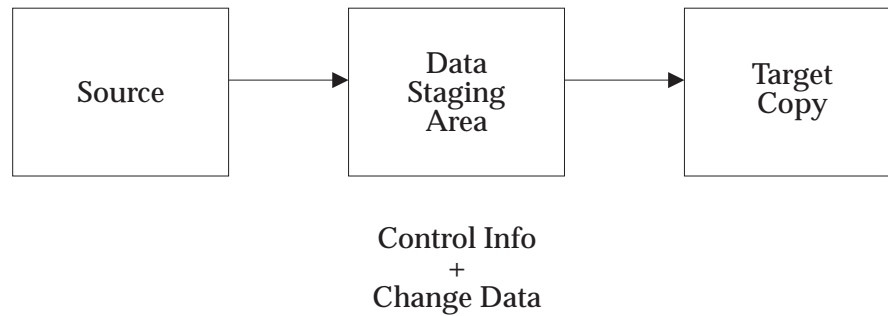 Source
Data
Staging
Area
Target
Copy
Control Info
+
Change Data